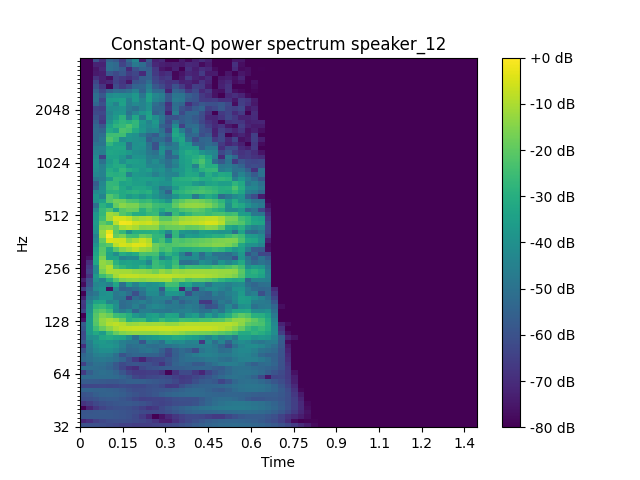 Constant-Q power spectrum speaker_12
+0 dB
-10 dB
-20 dB
-30 dB
-40 dB
-50 dB
-60 dB
-70 dB
-80 dB
2048
1024
512
256
128
64
32
Hz
0 0.15 0.3 0.45 0.6 0.75 0.9 1.1 1.2 1.4
Time